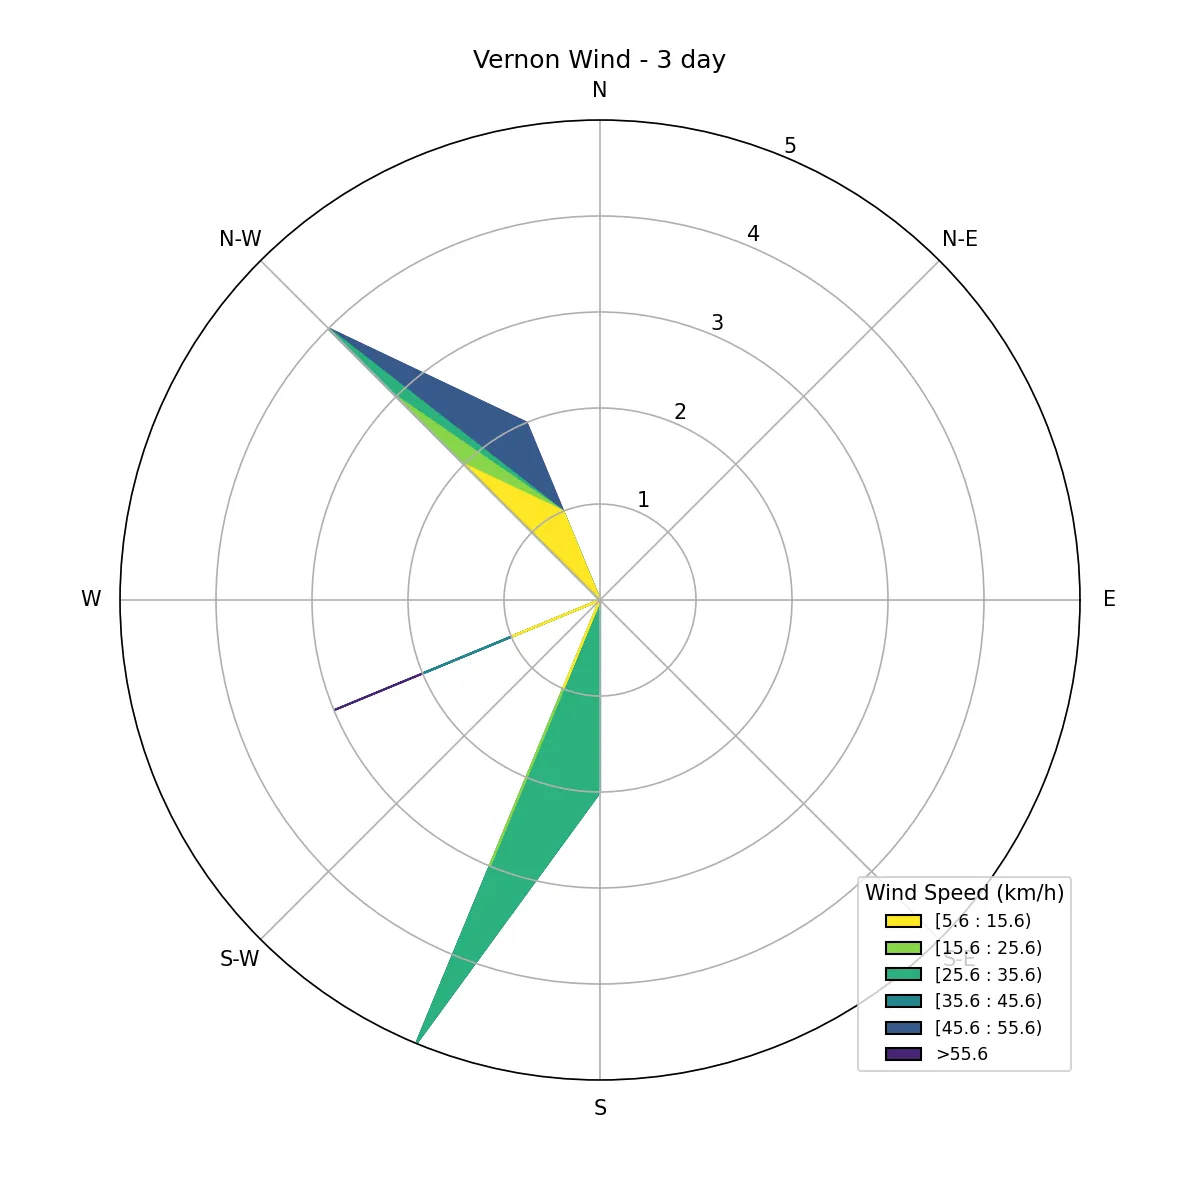 Vernon Wind - 3 day
N
5
N-W
N-E
4
3
2
1
W
E
Wind Speed (km/h)
[5.6 : 15.6)
[15.6 : 25.6)
[25.6 : 35.6)
[35.6 : 45.6)
[45.6 : 55.6)
>55.6
S-W
S-E
S